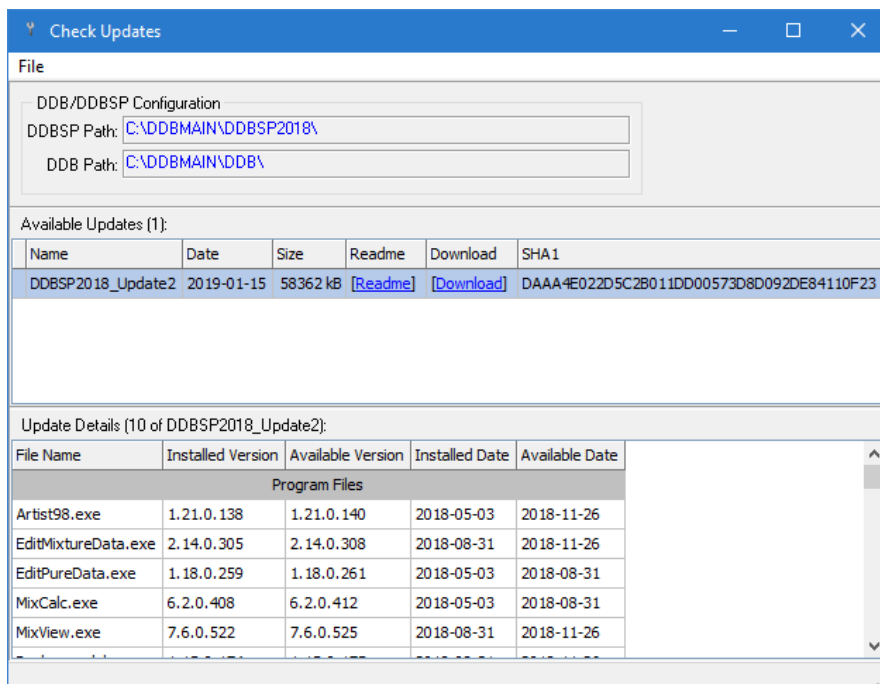 Check Updates
File
DDB/DDBSP Configuration
DDBSP Path: C:\DDBMAIN\DDBSP2018\
DDB Path: C:\DDBMAIN\DDB\
Available Updates (1):
Name Date Size Readme Download SHA1
DDBSP2018_Update2 2019-01-15 58362 kB [Readme] [Download] DAAA4E022D5C2B011DD00573D8D092DE84110F23
Update Details (10 of DDBSP2018_Update2):
File Name Installed Version Available Version Installed Date Available Date
Program Files
Artist98.exe 1.21.0.138 1.21.0.140 2018-05-03 2018-11-26
EditMixtureData.exe 2.14.0.305 2.14.0.308 2018-08-31 2018-11-26
EditPureData.exe 1.18.0.259 1.18.0.261 2018-05-03 2018-08-31
MixCalc.exe 6.2.0.408 6.2.0.412 2018-05-03 2018-08-31
MixView.exe 7.6.0.522 7.6.0.525 2018-08-31 2018-11-26